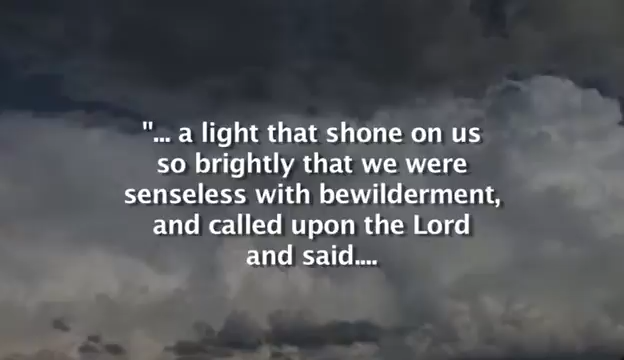 "... a light that shone on us
so brightly that we were
senseless with bewilderment,
and called upon the Lord
and said....